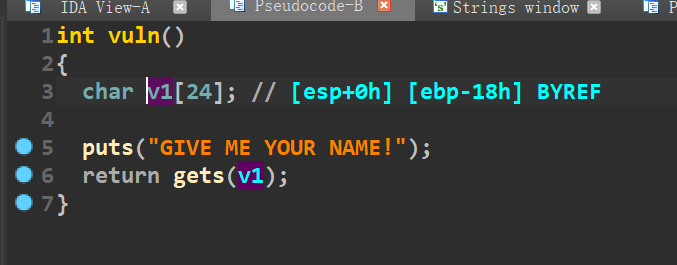 IDA View-A Pseudocode-B Strings window P
1 int vuln()
2 {
3 char v1[24]; // [esp+0h] [ebp-18h] BYREF
4
5 puts("GIVE ME YOUR NAME!");
6 return gets(v1);
7 }